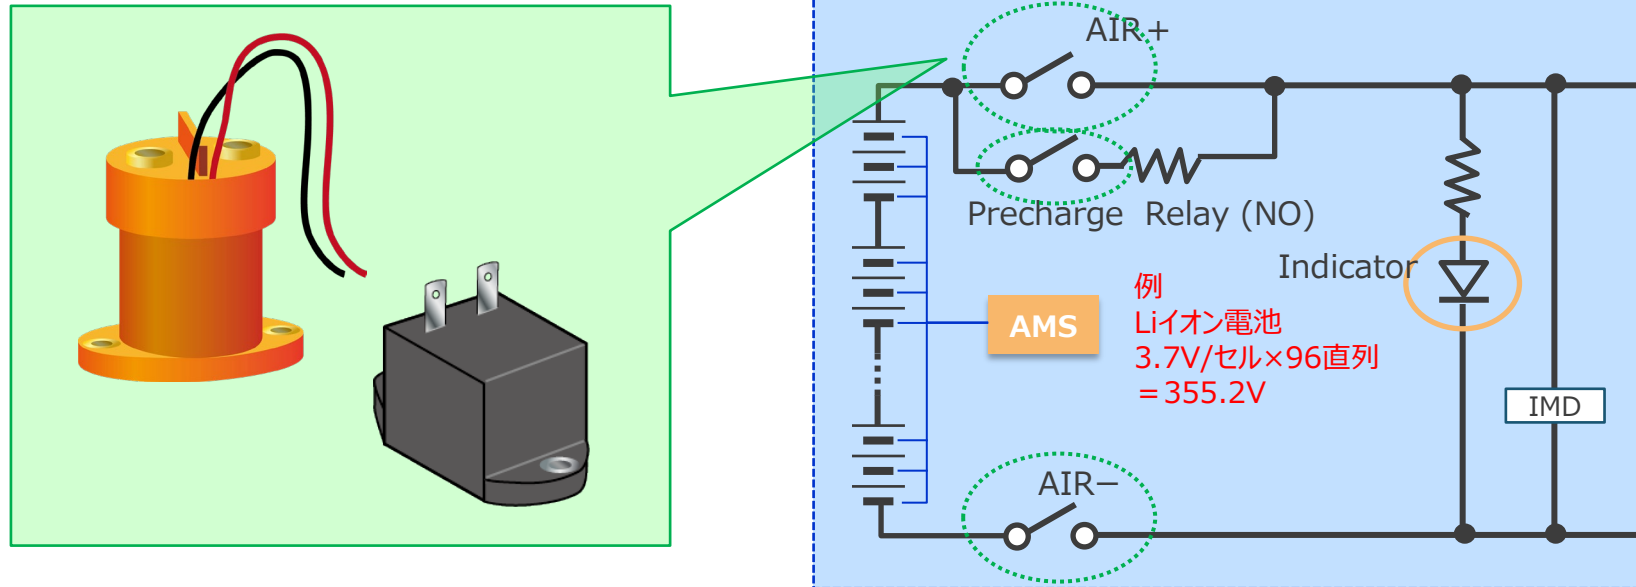 AIR+
Precharge Relay (NO)
Indicator
AMS
例
Liイオン電池
3.7V/セル×96直列
＝355.2V
IMD
AIR−